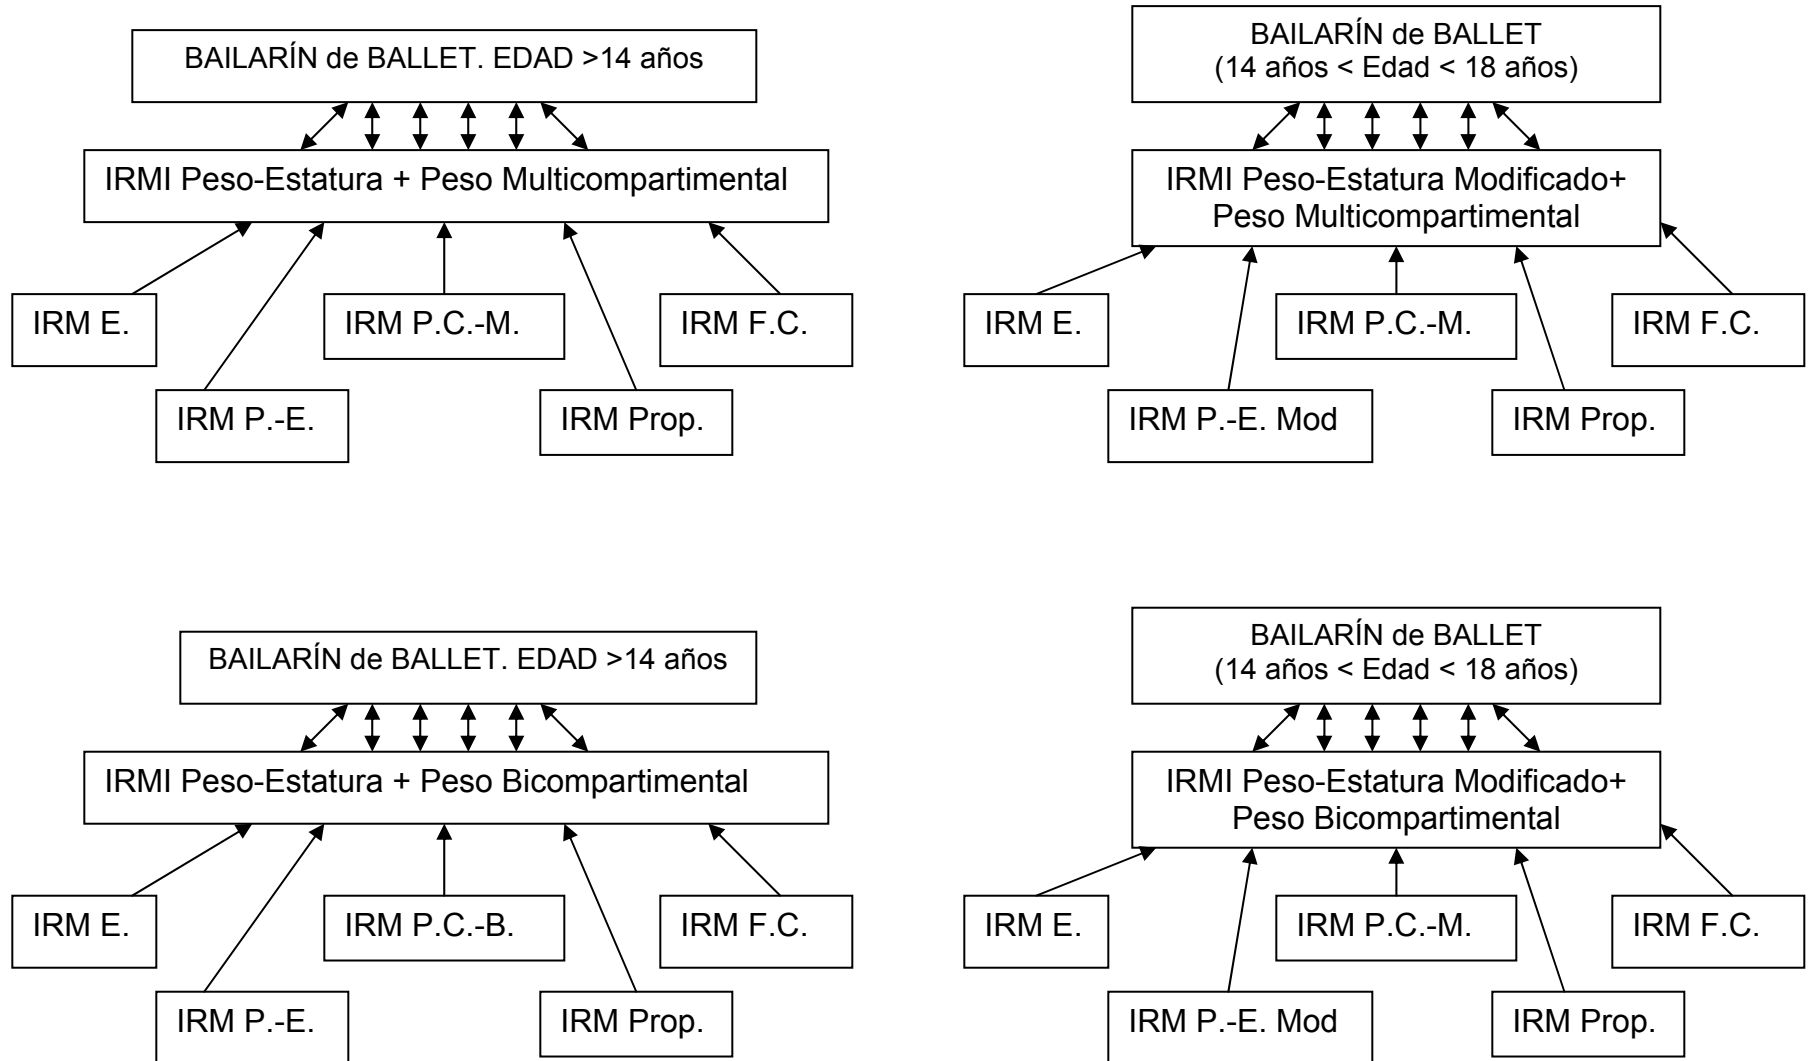 BAILARÍN de BALLET. EDAD >14 años
IRMI Peso-Estatura + Peso Multicompartimental
IRM E.
IRM P.C.-M.
IRM F.C.
IRM P.-E.
IRM Prop.
BAILARÍN de BALLET
(14 años < Edad < 18 años)
IRMI Peso-Estatura Modificado+
Peso Multicompartimental
IRM E.
IRM P.C.-M.
IRM F.C.
IRM P.-E. Mod
IRM Prop.
BAILARÍN de BALLET. EDAD >14 años
IRMI Peso-Estatura + Peso Bicompartimental
IRM E.
IRM P.C.-B.
IRM F.C.
IRM P.-E.
IRM Prop.
BAILARÍN de BALLET
(14 años < Edad < 18 años)
IRMI Peso-Estatura Modificado+
Peso Bicompartimental
IRM E.
IRM P.C.-M.
IRM F.C.
IRM P.-E. Mod
IRM Prop.